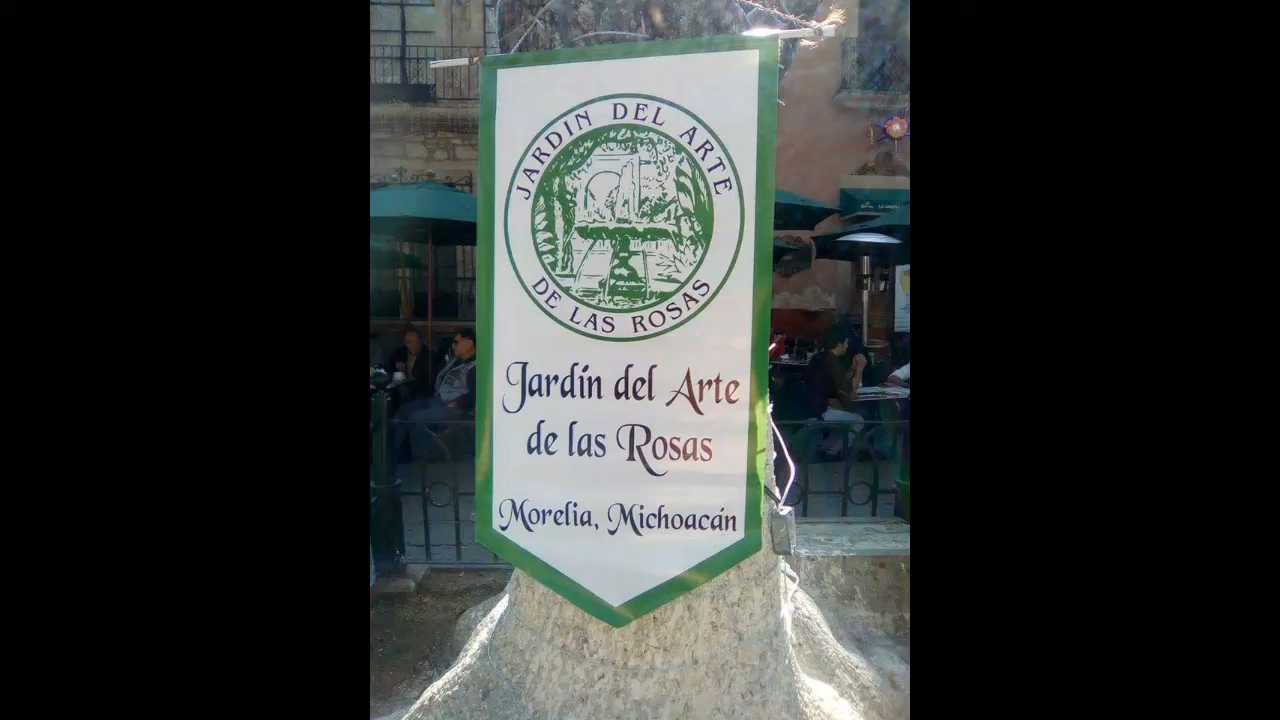 JARDIN DEL ARTE
DE LAS ROSAS
Jardín del Arte
de las Rosas
Morelia, Michoacán